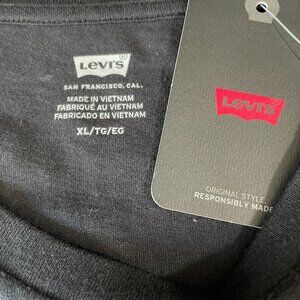 Levi's
SAN FRANCISCO, CAL.
MADE IN VIETNAM
FABRIQUÉ AU VIETNAM
FABRICADO EN VIETNAM
XL/TG/EG
Levi's
ORIGINAL STYLE
RESPONSIBLY MADE